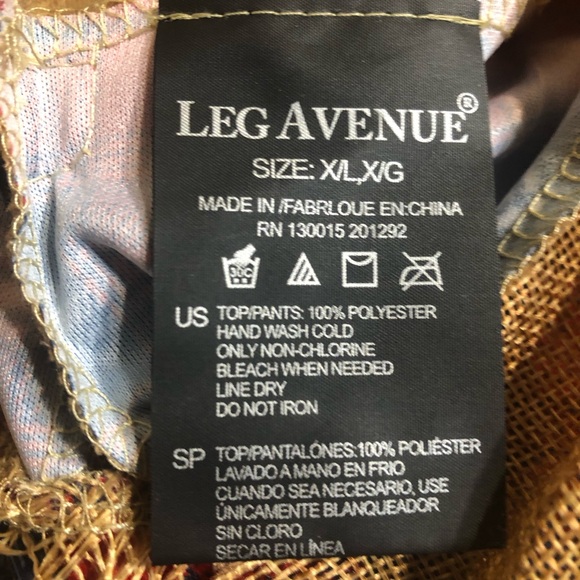 LEG AVENUE®
SIZE: X/L,X/G
MADE IN /FABRLOUE EN:CHINA
RN 130015 201292
30C
US TOP/PANTS: 100% POLYESTER
HAND WASH COLD
ONLY NON-CHLORINE
BLEACH WHEN NEEDED
LINE DRY
DO NOT IRON
SP TOP/PANTALÓNES:100% POLIÉSTER
LAVADO A MANO EN FRIO
CUANDO SEA NECESARIO, USE
ÚNICAMENTE BLANQUEADOR
SIN CLORO
SECAR EN LÍNEA